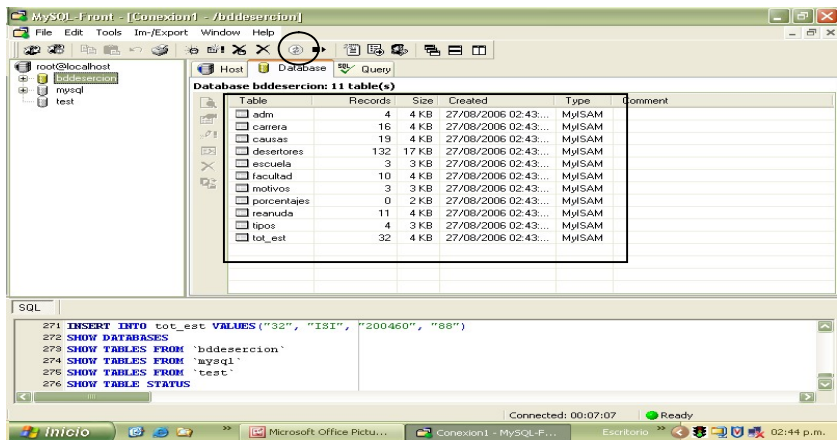 MySQL-Front - [Conexion1 - /bddesercion]
File Edit Tools Im-/Export Window Help
root@localhost
bddesercion
mysql
test
Host Database Query
Database bddesercion: 11 table(s)
Table Records Size Created Type Comment
adm 4 4 KB 27/08/2006 02:43:... MyISAM
carrera 16 4 KB 27/08/2006 02:43:... MyISAM
causas 19 4 KB 27/08/2006 02:43:... MyISAM
desertores 132 17 KB 27/08/2006 02:43:... MyISAM
escuela 3 3 KB 27/08/2006 02:43:... MyISAM
facultad 10 4 KB 27/08/2006 02:43:... MyISAM
motivos 3 3 KB 27/08/2006 02:43:... MyISAM
porcentajes 0 2 KB 27/08/2006 02:43:... MyISAM
reanuda 11 4 KB 27/08/2006 02:43:... MyISAM
tipos 4 3 KB 27/08/2006 02:43:... MyISAM
tot_est 32 4 KB 27/08/2006 02:43:... MyISAM
SQL
271 INSERT INTO tot_est VALUES("32", "ISI", "200460", "88")
272 SHOW DATABASES
273 SHOW TABLES FROM `bddesercion`
274 SHOW TABLES FROM `mysql`
275 SHOW TABLES FROM `test`
276 SHOW TABLE STATUS
Connected: 00:07:07 Ready
Inicio » Microsoft Office Pictu... Conexion1 - MySQL-F... Escritorio » 02:44 p.m.